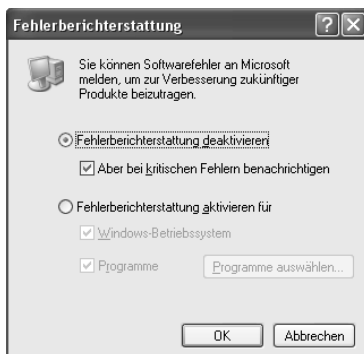 Fehlerberichterstattung
Sie können Softwarefehler an Microsoft
melden, um zur Verbesserung zukünftiger
Produkte beizutragen.
Fehlerberichterstattung deaktivieren
Aber bei kritischen Fehlern benachrichtigen
Fehlerberichterstattung aktivieren für
Windows-Betriebssystem
Programme
Programme auswählen...
OK
Abbrechen